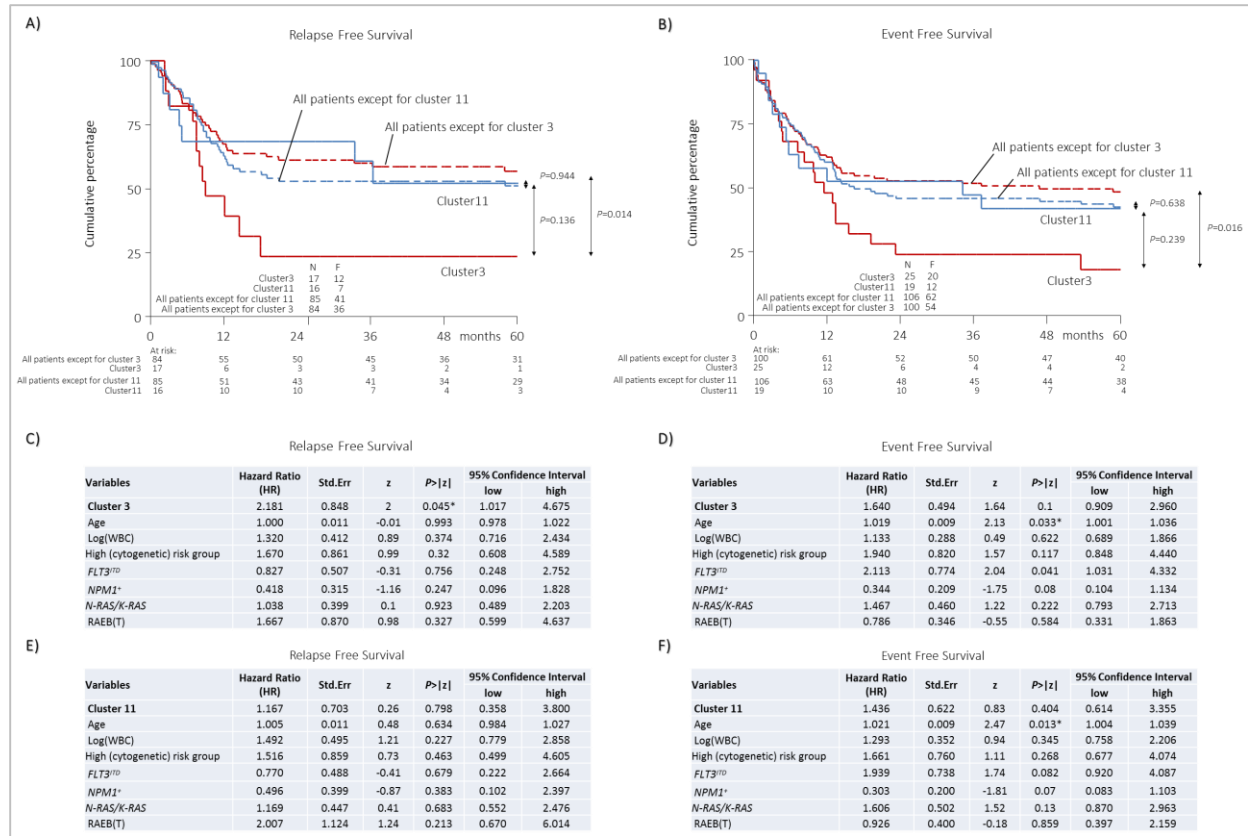 A)
Relapse Free Survival
Cumulative percentage
100
75
50
25
0
All patients except for cluster 11
All patients except for cluster 3
Cluster11
Cluster3
P=0.944
P=0.136
P=0.014
N F
Cluster3 17 12
Cluster11 16 7
All patients except for cluster 11 85 41
All patients except for cluster 3 84 36
0 12 24 36 48 months 60
At risk:
All patients except for cluster 3 84 55 50 45 36 31
Cluster3 17 6 3 3 2 1
All patients except for cluster 11 85 51 43 41 34 29
Cluster11 16 10 10 7 4 3
B)
Event Free Survival
Cumulative percentage
100
75
50
25
0
All patients except for cluster 3
All patients except for cluster 11
Cluster11
Cluster3
P=0.638
P=0.239
P=0.016
N F
Cluster3 25 20
Cluster11 19 12
All patients except for cluster 11 106 62
All patients except for cluster 3 100 54
0 12 24 36 48 months 60
At risk:
All patients except for cluster 3 100 61 52 50 47 40
Cluster3 25 12 6 4 4 2
All patients except for cluster 11 106 63 48 45 44 38
Cluster11 19 10 10 9 7 4
C)
Relapse Free Survival
Variables Hazard Ratio (HR) Std.Err z P>|z| 95% Confidence Interval
low high
Cluster 3 2.181 0.848 2 0.045* 1.017 4.675
Age 1.000 0.011 -0.01 0.993 0.978 1.022
Log(WBC) 1.320 0.412 0.89 0.374 0.716 2.434
High (cytogenetic) risk group 1.670 0.861 0.99 0.32 0.608 4.589
FLT3ᴵᵀᴰ 0.827 0.507 -0.31 0.756 0.248 2.752
NPM1⁺ 0.418 0.315 -1.16 0.247 0.096 1.828
N-RAS/K-RAS 1.038 0.399 0.1 0.923 0.489 2.203
RAEB(T) 1.667 0.870 0.98 0.327 0.599 4.637
D)
Event Free Survival
Variables Hazard Ratio (HR) Std.Err z P>|z| 95% Confidence Interval
low high
Cluster 3 1.640 0.494 1.64 0.1 0.909 2.960
Age 1.019 0.009 2.13 0.033* 1.001 1.036
Log(WBC) 1.133 0.288 0.49 0.622 0.689 1.866
High (cytogenetic) risk group 1.940 0.820 1.57 0.117 0.848 4.440
FLT3ᴵᵀᴰ 2.113 0.774 2.04 0.041 1.031 4.332
NPM1⁺ 0.344 0.209 -1.75 0.08 0.104 1.134
N-RAS/K-RAS 1.467 0.460 1.22 0.222 0.793 2.713
RAEB(T) 0.786 0.346 -0.55 0.584 0.331 1.863
E)
Relapse Free Survival
Variables Hazard Ratio (HR) Std.Err z P>|z| 95% Confidence Interval
low high
Cluster 11 1.167 0.703 0.26 0.798 0.358 3.800
Age 1.005 0.011 0.48 0.634 0.984 1.027
Log(WBC) 1.492 0.495 1.21 0.227 0.779 2.858
High (cytogenetic) risk group 1.516 0.859 0.73 0.463 0.499 4.605
FLT3ᴵᵀᴰ 0.770 0.488 -0.41 0.679 0.222 2.664
NPM1⁺ 0.496 0.399 -0.87 0.383 0.102 2.397
N-RAS/K-RAS 1.169 0.447 0.41 0.683 0.552 2.476
RAEB(T) 2.007 1.124 1.24 0.213 0.670 6.014
F)
Event Free Survival
Variables Hazard Ratio (HR) Std.Err z P>|z| 95% Confidence Interval
low high
Cluster 11 1.436 0.622 0.83 0.404 0.614 3.355
Age 1.021 0.009 2.47 0.013* 1.004 1.039
Log(WBC) 1.293 0.352 0.94 0.345 0.758 2.206
High (cytogenetic) risk group 1.661 0.760 1.11 0.268 0.677 4.074
FLT3ᴵᵀᴰ 1.939 0.738 1.74 0.082 0.920 4.087
NPM1⁺ 0.303 0.200 -1.81 0.07 0.083 1.103
N-RAS/K-RAS 1.606 0.502 1.52 0.13 0.870 2.963
RAEB(T) 0.926 0.400 -0.18 0.859 0.397 2.159